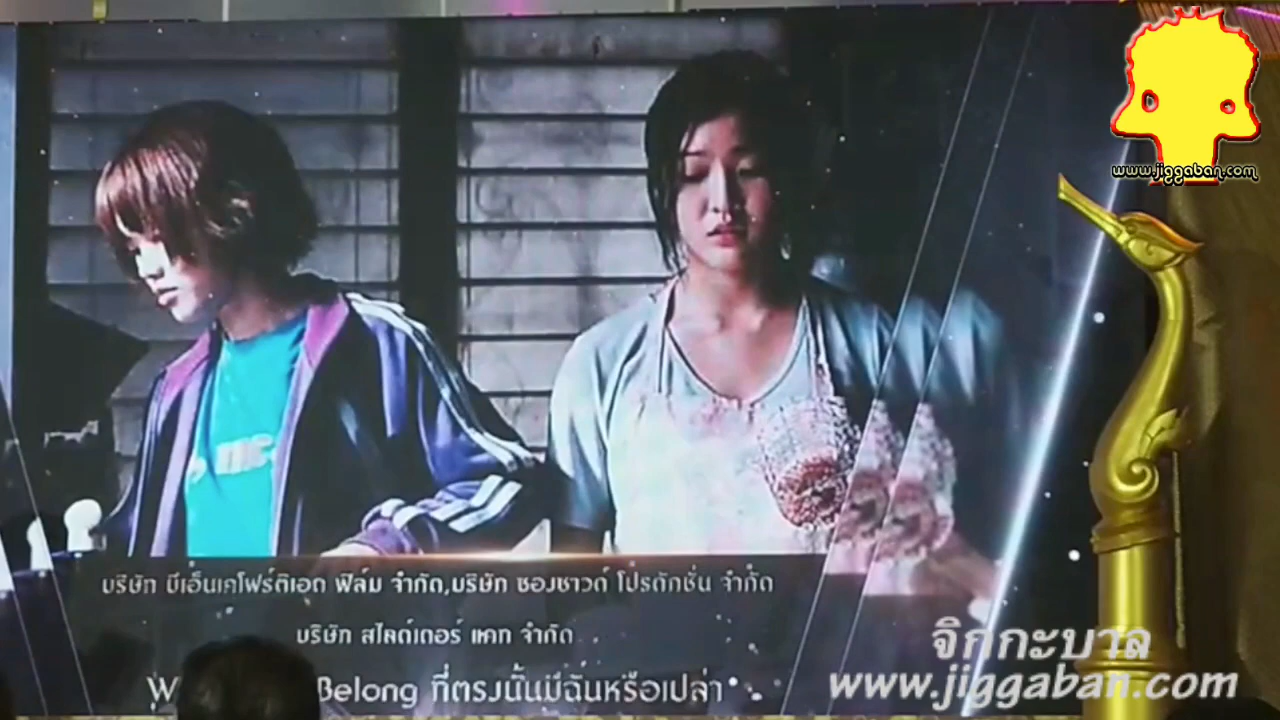 www.jiggaban.com
บริษัท บีเอ็นเคโฟร์ตีเอต ฟิล์ม จำกัด,บริษัท ซองซาวด์ โปรดักชั่น จำกัด
บริษัท สไลด์เดอร์ แคท จำกัด
W Belong ที่ตรงนั้นมีฉันหรือเปล่า
จิกกะบาล
www.jiggaban.com